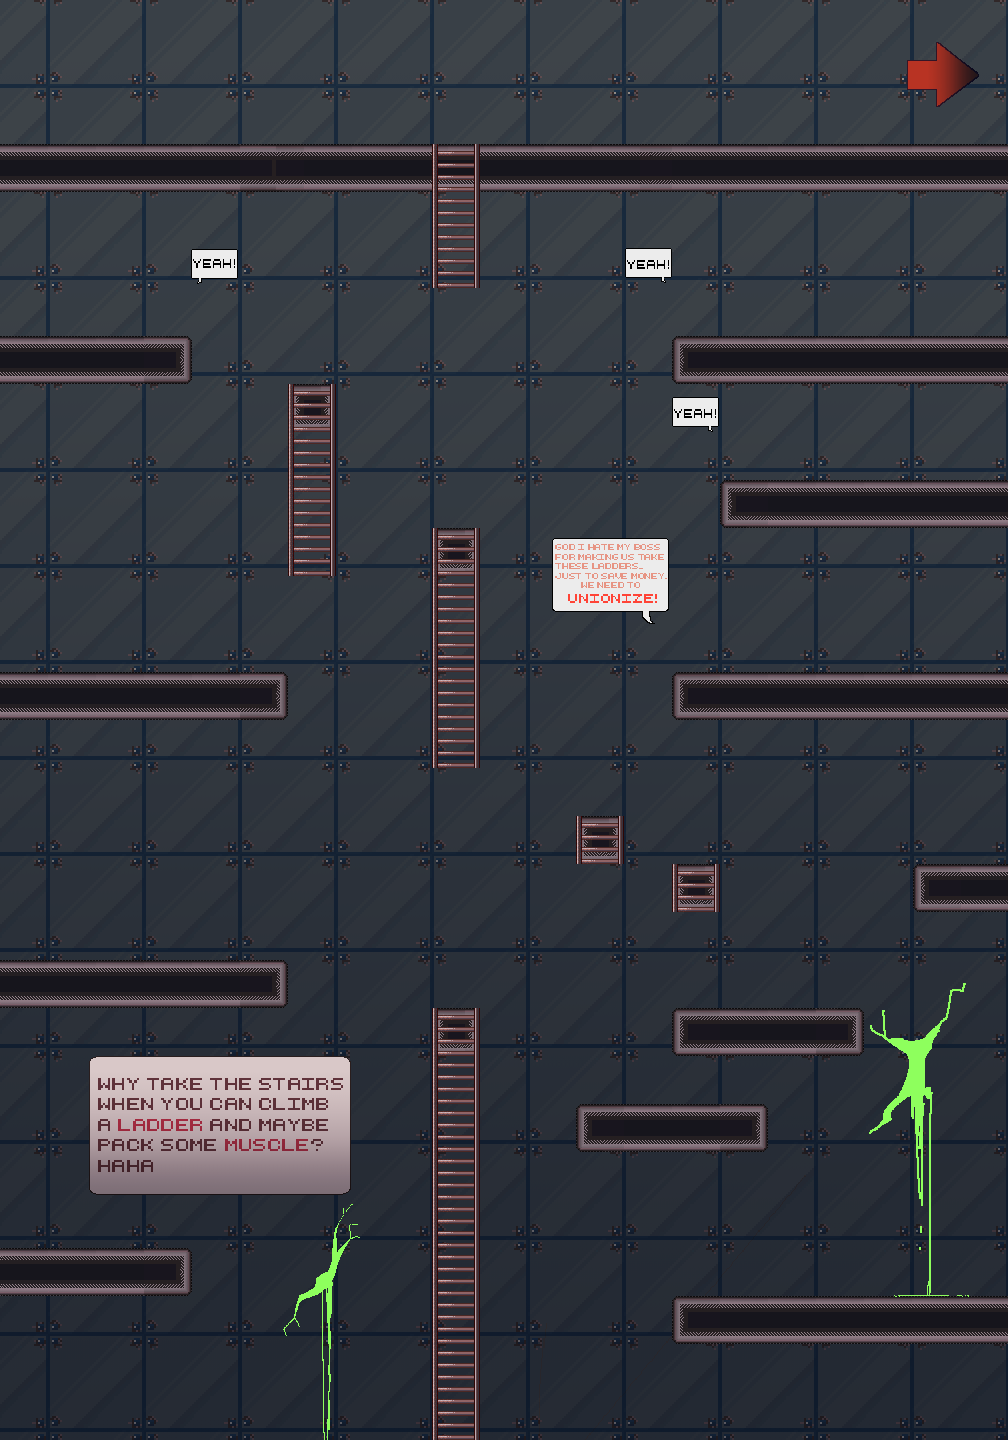 YEAH!
YEAH!
YEAH!
GOD I HATE MY BOSS
FOR MAKING US TAKE
THESE LADDERS...
JUST TO SAVE MONEY.
WE NEED TO
UNIONIZE!
WHY TAKE THE STAIRS
WHEN YOU CAN CLIMB
A LADDER AND MAYBE
PACK SOME MUSCLE?
HAHA